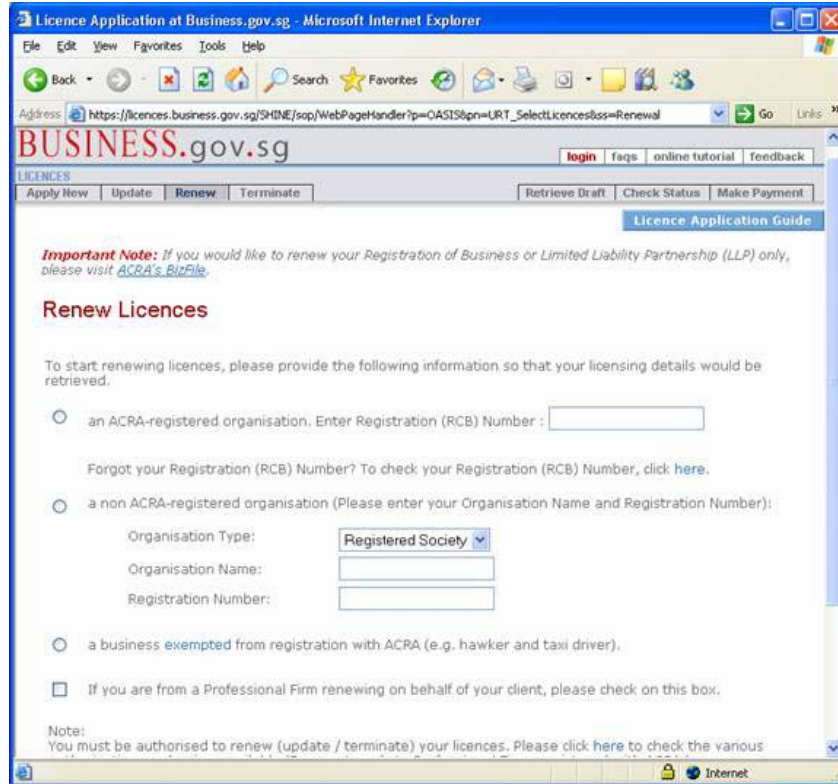 Licence Application at Business.gov.sg - Microsoft Internet Explorer
File Edit View Favorites Tools Help
Back Search Favorites
Address https://licences.business.gov.sg/SHINE/sop/WebPageHandler?p=OASIS&pn=URT_SelectLicences&ss=Renewal Go Links »
BUSINESS.gov.sg
login faqs online tutorial feedback
LICENCES
Apply New Update Renew Terminate Retrieve Draft Check Status Make Payment
Licence Application Guide
Important Note: If you would like to renew your Registration of Business or Limited Liability Partnership (LLP) only,
please visit ACRA's BizFile.
Renew Licences
To start renewing licences, please provide the following information so that your licensing details would be
retrieved.
an ACRA-registered organisation. Enter Registration (RCB) Number :
Forgot your Registration (RCB) Number? To check your Registration (RCB) Number, click here.
a non ACRA-registered organisation (Please enter your Organisation Name and Registration Number):
Organisation Type: Registered Society
Organisation Name:
Registration Number:
a business exempted from registration with ACRA (e.g. hawker and taxi driver).
If you are from a Professional Firm renewing on behalf of your client, please check on this box.
Note:
You must be authorised to renew (update / terminate) your licences. Please click here to check the various
Internet